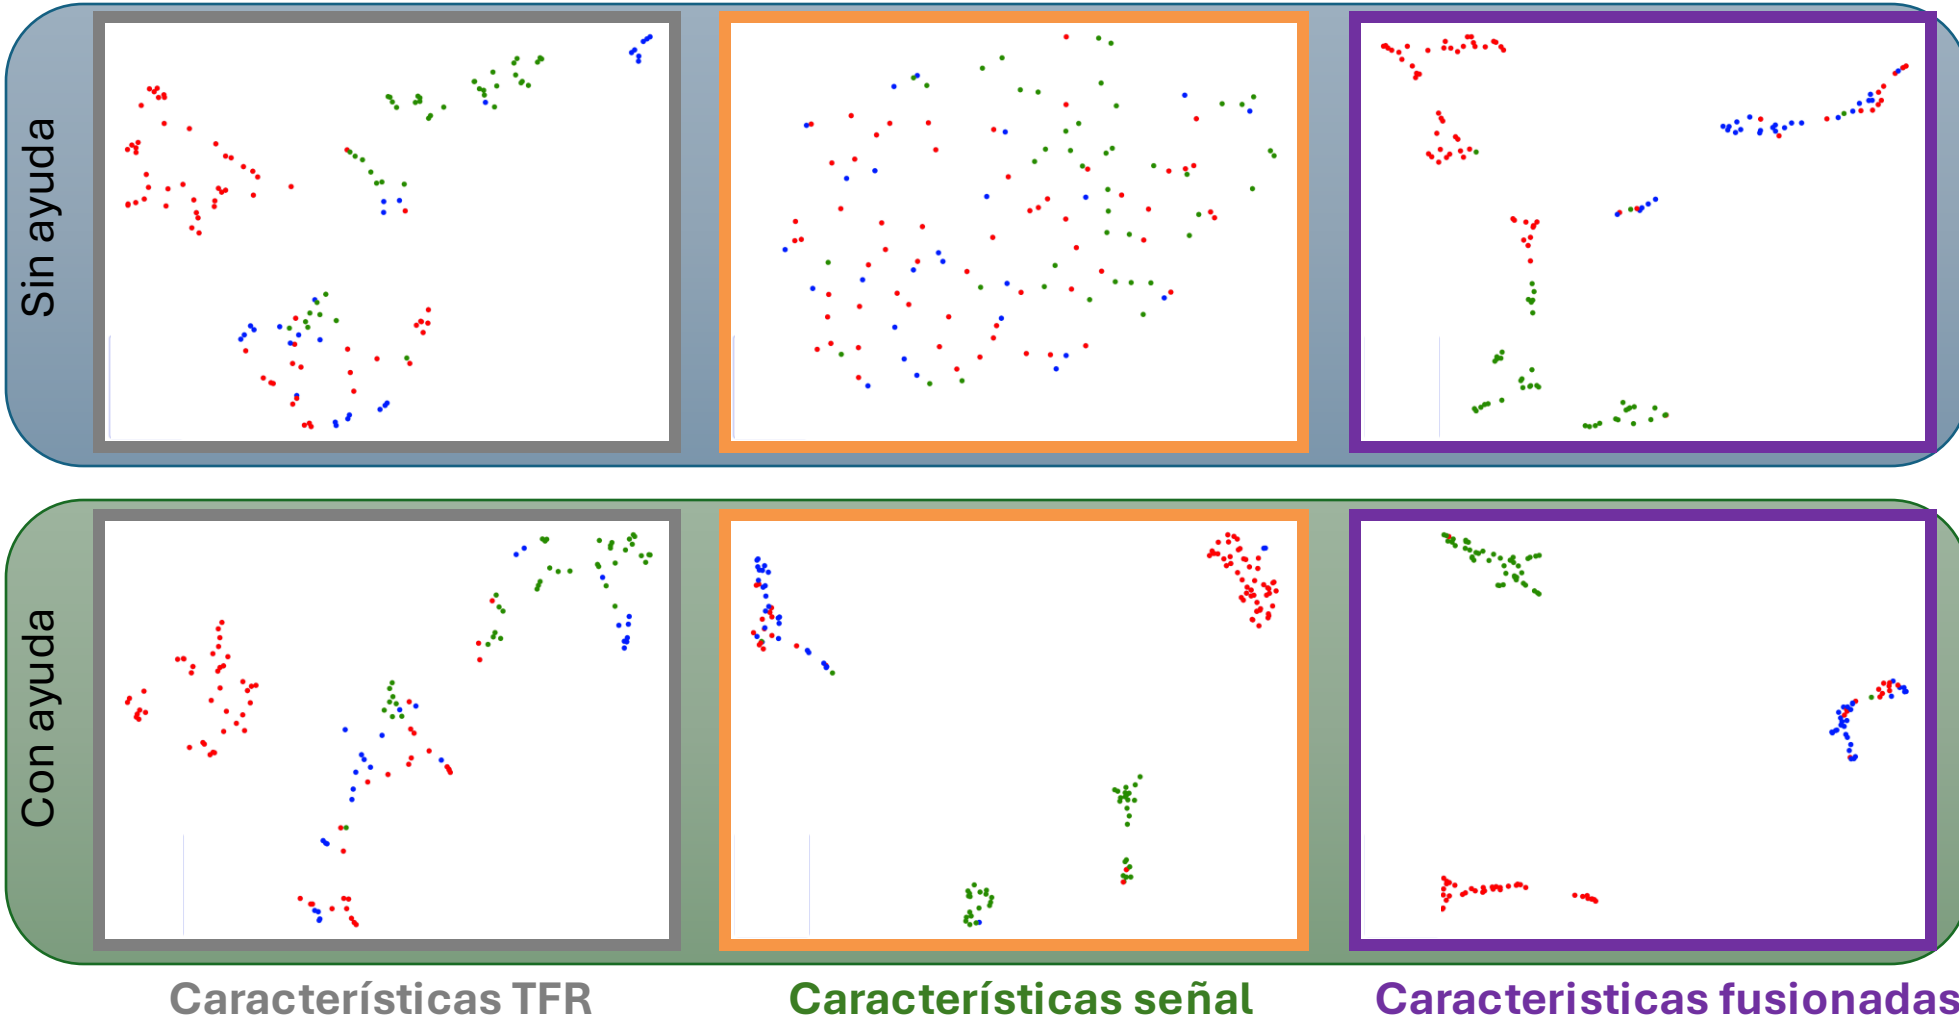 Sin ayuda
Con ayuda
Características TFR
Características señal
Caracteristicas fusionadas